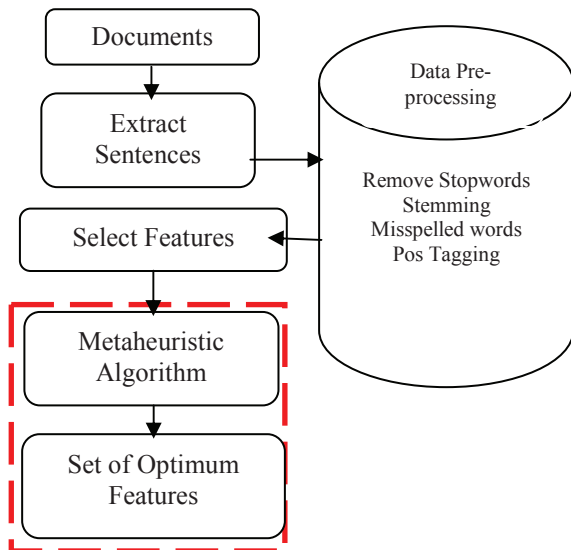 Documents
Extract
Sentences
Data Pre-
processing
Remove Stopwords
Stemming
Misspelled words
Pos Tagging
Select Features
Metaheuristic
Algorithm
Set of Optimum
Features